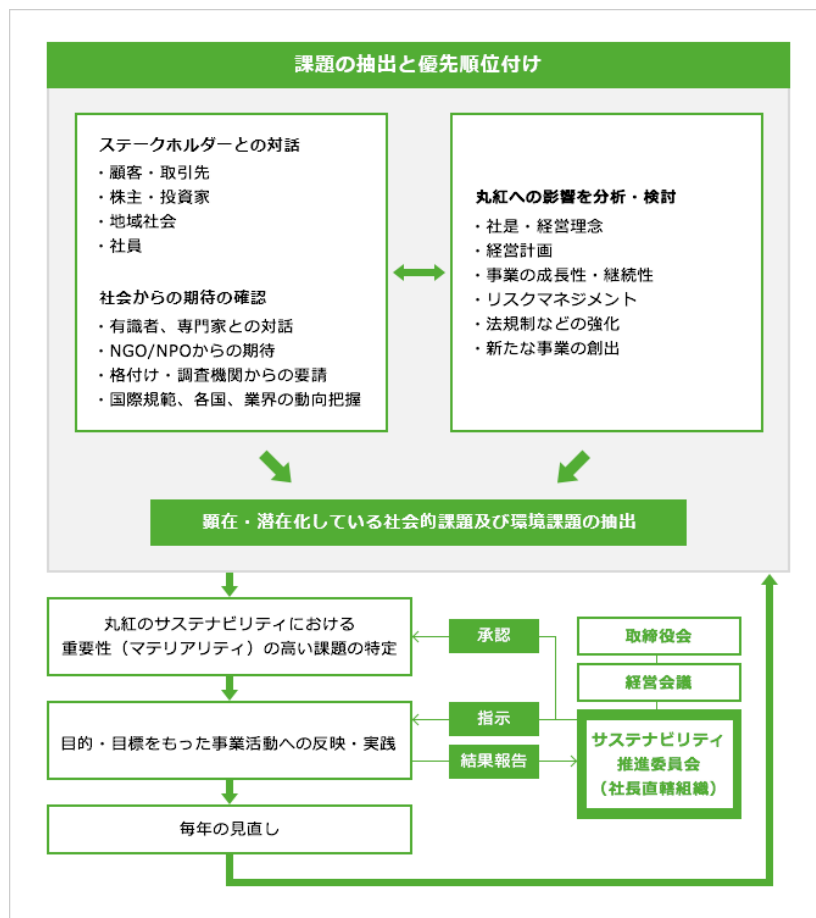 課題の抽出と優先順位付け
ステークホルダーとの対話
・顧客・取引先
・株主・投資家
・地域社会
・社員
社会からの期待の確認
・有識者、専門家との対話
・NGO/NPOからの期待
・格付け・調査機関からの要請
・国際規範、各国、業界の動向把握
丸紅への影響を分析・検討
・社是・経営理念
・経営計画
・事業の成長性・継続性
・リスクマネジメント
・法規制などの強化
・新たな事業の創出
顕在・潜在化している社会的課題及び環境課題の抽出
丸紅のサステナビリティにおける
重要性（マテリアリティ）の高い課題の特定
承認
取締役会
経営会議
目的・目標をもった事業活動への反映・実践
指示
結果報告
サステナビリティ
推進委員会
（社長直轄組織）
毎年の見直し